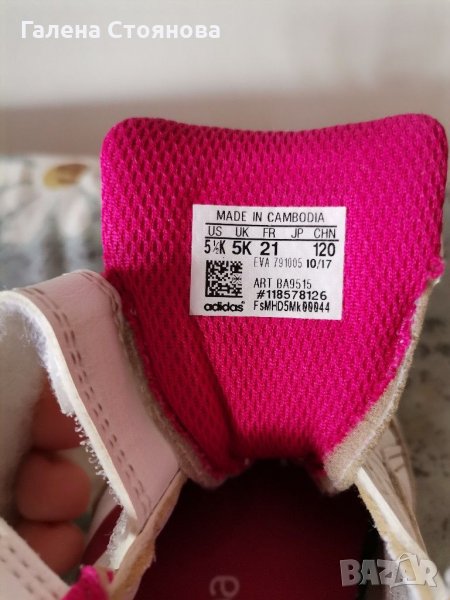 Галена Стоянова
MADE IN CAMBODIA
US UK FR JP CHN
5½K 5K 21 120
EVA 791005 10/17
ART BA9515
#118578126
adidas FsMHD5Mk00044
BAZAR